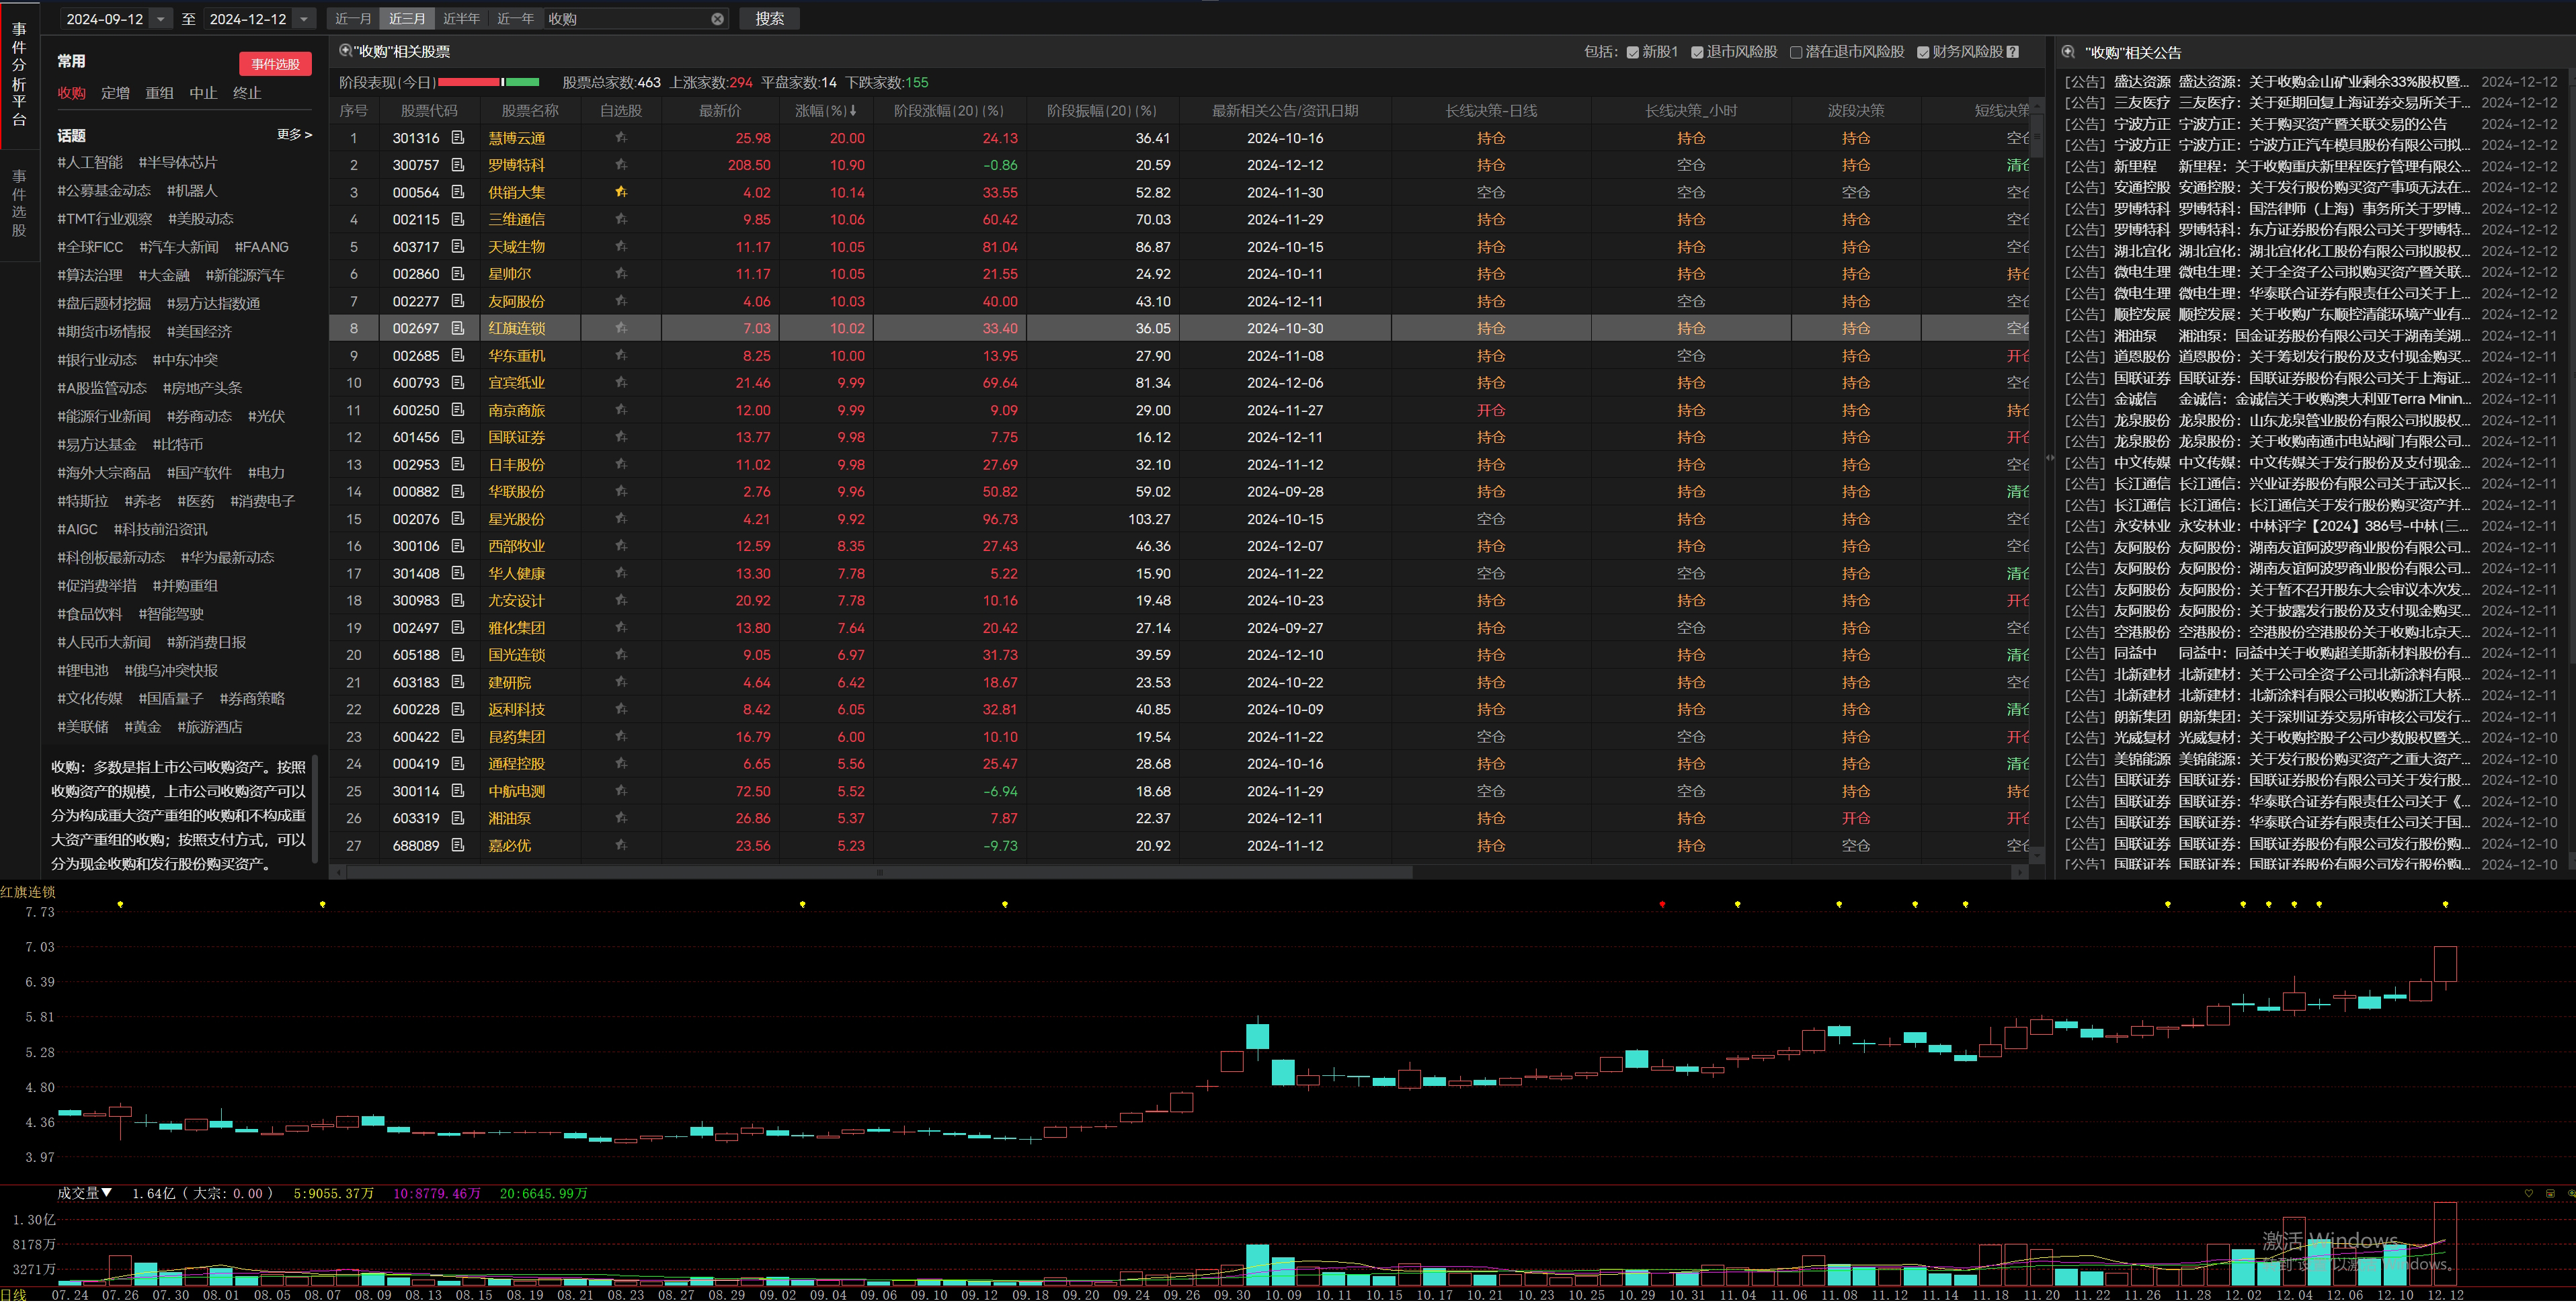 2024-09-12 至 2024-12-12 近一月 近三月 近半年 近一年 收购 搜索
事件分析平台
事件选股
常用
事件选股
收购 定增 重组 中止 终止
话题 更多 >
#人工智能 #半导体芯片
#公募基金动态 #机器人
#TMT行业观察 #美股动态
#全球FICC #汽车大新闻 #FAANG
#算法治理 #大金融 #新能源汽车
#盘后题材挖掘 #易方达指数通
#期货市场情报 #美国经济
#银行业动态 #中东冲突
#A股监管动态 #房地产头条
#能源行业新闻 #券商动态 #光伏
#易方达基金 #比特币
#海外大宗商品 #国产软件 #电力
#特斯拉 #养老 #医药 #消费电子
#AIGC #科技前沿资讯
#科创板最新动态 #华为最新动态
#促消费举措 #并购重组
#食品饮料 #智能驾驶
#人民币大新闻 #新消费日报
#锂电池 #俄乌冲突快报
#文化传媒 #国盾量子 #券商策略
#美联储 #黄金 #旅游酒店
收购：多数是指上市公司收购资产。按照
收购资产的规模，上市公司收购资产可以
分为构成重大资产重组的收购和不构成重
大资产重组的收购；按照支付方式，可以
分为现金收购和发行股份购买资产。
"收购"相关股票 包括： 新股1 退市风险股 潜在退市风险股 财务风险股 ?
阶段表现(今日) 股票总家数:463 上涨家数:294 平盘家数:14 下跌家数:155
序号 股票代码 股票名称 自选股 最新价 涨幅(%)↓ 阶段涨幅(20)(%) 阶段振幅(20)(%) 最新相关公告/资讯日期 长线决策-日线 长线决策_小时 波段决策 短线决策
1 301316 慧博云通 25.98 20.00 24.13 36.41 2024-10-16 持仓 持仓 持仓 空仓
2 300757 罗博特科 208.50 10.90 -0.86 20.59 2024-12-12 持仓 空仓 持仓 清仓
3 000564 供销大集 4.02 10.14 33.55 52.82 2024-11-30 空仓 空仓 空仓 空仓
4 002115 三维通信 9.85 10.06 60.42 70.03 2024-11-29 持仓 持仓 持仓 空仓
5 603717 天域生物 11.17 10.05 81.04 86.87 2024-10-15 持仓 持仓 持仓 空仓
6 002860 星帅尔 11.17 10.05 21.55 24.92 2024-10-11 持仓 持仓 持仓 持仓
7 002277 友阿股份 4.06 10.03 40.00 43.10 2024-12-11 持仓 空仓 持仓 空仓
8 002697 红旗连锁 7.03 10.02 33.40 36.05 2024-10-30 持仓 持仓 持仓 空仓
9 002685 华东重机 8.25 10.00 13.95 27.90 2024-11-08 持仓 空仓 持仓 开仓
10 600793 宜宾纸业 21.46 9.99 69.64 81.34 2024-12-06 持仓 持仓 持仓 空仓
11 600250 南京商旅 12.00 9.99 9.09 29.00 2024-11-27 开仓 持仓 持仓 持仓
12 601456 国联证券 13.77 9.98 7.75 16.12 2024-12-11 持仓 持仓 持仓 开仓
13 002953 日丰股份 11.02 9.98 27.69 32.10 2024-11-12 持仓 持仓 持仓 空仓
14 000882 华联股份 2.76 9.96 50.82 59.02 2024-09-28 持仓 持仓 持仓 清仓
15 002076 星光股份 4.21 9.92 96.73 103.27 2024-10-15 空仓 持仓 持仓 空仓
16 300106 西部牧业 12.59 8.35 27.43 46.36 2024-12-07 持仓 持仓 持仓 空仓
17 301408 华人健康 13.30 7.78 5.22 15.90 2024-11-22 空仓 空仓 持仓 清仓
18 300983 尤安设计 20.92 7.78 10.16 19.48 2024-10-23 持仓 持仓 持仓 开仓
19 002497 雅化集团 13.80 7.64 20.42 27.14 2024-09-27 持仓 空仓 持仓 空仓
20 605188 国光连锁 9.05 6.97 31.73 39.59 2024-12-10 持仓 持仓 持仓 清仓
21 603183 建研院 4.64 6.42 18.67 23.53 2024-10-22 持仓 持仓 持仓 空仓
22 600228 返利科技 8.42 6.05 32.81 40.85 2024-10-09 持仓 持仓 持仓 清仓
23 600422 昆药集团 16.79 6.00 10.10 19.54 2024-11-22 空仓 空仓 持仓 开仓
24 000419 通程控股 6.65 5.56 25.47 28.68 2024-10-16 持仓 持仓 持仓 清仓
25 300114 中航电测 72.50 5.52 -6.94 18.68 2024-11-29 空仓 空仓 持仓 持仓
26 603319 湘油泵 26.86 5.37 7.87 22.37 2024-12-11 持仓 持仓 开仓 开仓
27 688089 嘉必优 23.56 5.23 -9.73 20.92 2024-11-12 持仓 持仓 空仓 空仓
"收购"相关公告
[公告] 盛达资源 盛达资源：关于收购金山矿业剩余33%股权暨... 2024-12-12
[公告] 三友医疗 三友医疗：关于延期回复上海证券交易所关于... 2024-12-12
[公告] 宁波方正 宁波方正：关于购买资产暨关联交易的公告 2024-12-12
[公告] 宁波方正 宁波方正：宁波方正汽车模具股份有限公司拟... 2024-12-12
[公告] 新里程 新里程：关于收购重庆新里程医疗管理有限公... 2024-12-12
[公告] 安通控股 安通控股：关于发行股份购买资产事项无法在... 2024-12-12
[公告] 罗博特科 罗博特科：国浩律师（上海）事务所关于罗博... 2024-12-12
[公告] 罗博特科 罗博特科：东方证券股份有限公司关于罗博特... 2024-12-12
[公告] 湖北宜化 湖北宜化：湖北宜化化工股份有限公司拟股权... 2024-12-12
[公告] 微电生理 微电生理：关于全资子公司拟购买资产暨关联... 2024-12-12
[公告] 微电生理 微电生理：华泰联合证券有限责任公司关于上... 2024-12-12
[公告] 顺控发展 顺控发展：关于收购广东顺控清能环境产业有... 2024-12-12
[公告] 湘油泵 湘油泵：国金证券股份有限公司关于湖南美湖... 2024-12-11
[公告] 道恩股份 道恩股份：关于筹划发行股份及支付现金购买... 2024-12-11
[公告] 国联证券 国联证券：国联证券股份有限公司关于上海证... 2024-12-11
[公告] 金诚信 金诚信：金诚信关于收购澳大利亚Terra Minin... 2024-12-11
[公告] 龙泉股份 龙泉股份：山东龙泉管业股份有限公司拟股权... 2024-12-11
[公告] 龙泉股份 龙泉股份：关于收购南通市电站阀门有限公司... 2024-12-11
[公告] 中文传媒 中文传媒：中文传媒关于发行股份及支付现金... 2024-12-11
[公告] 长江通信 长江通信：兴业证券股份有限公司关于武汉长... 2024-12-11
[公告] 长江通信 长江通信：长江通信关于发行股份购买资产并... 2024-12-11
[公告] 永安林业 永安林业：中林评字【2024】386号-中林(三... 2024-12-11
[公告] 友阿股份 友阿股份：湖南友谊阿波罗商业股份有限公司... 2024-12-11
[公告] 友阿股份 友阿股份：湖南友谊阿波罗商业股份有限公司... 2024-12-11
[公告] 友阿股份 友阿股份：关于暂不召开股东大会审议本次发... 2024-12-11
[公告] 友阿股份 友阿股份：关于披露发行股份及支付现金购买... 2024-12-11
[公告] 空港股份 空港股份：空港股份空港股份关于收购北京天... 2024-12-11
[公告] 同益中 同益中：同益中关于收购超美斯新材料股份有... 2024-12-11
[公告] 北新建材 北新建材：关于公司全资子公司北新涂料有限... 2024-12-11
[公告] 北新建材 北新建材：北新涂料有限公司拟收购浙江大桥... 2024-12-11
[公告] 朗新集团 朗新集团：关于深圳证券交易所审核公司发行... 2024-12-11
[公告] 光威复材 光威复材：关于收购控股子公司少数股权暨关... 2024-12-10
[公告] 美锦能源 美锦能源：关于发行股份购买资产之重大资产... 2024-12-10
[公告] 国联证券 国联证券：国联证券股份有限公司关于发行股... 2024-12-10
[公告] 国联证券 国联证券：华泰联合证券有限责任公司关于《... 2024-12-10
[公告] 国联证券 国联证券：华泰联合证券有限责任公司关于国... 2024-12-10
[公告] 国联证券 国联证券：国联证券股份有限公司发行股份购... 2024-12-10
[公告] 国联证券 国联证券：国联证券股份有限公司发行股份购... 2024-12-10
红旗连锁
7.73
7.03
6.39
5.81
5.28
4.80
4.36
3.97
成交量▼ 1.64亿 ( 大宗: 0.00 ) 5:9055.37万 10:8779.46万 20:6645.99万
1.30亿
8178万
3271万
激活 Windows
日线 07.24 07.26 07.30 08.01 08.05 08.07 08.09 08.13 08.15 08.19 08.21 08.23 08.27 08.29 09.02 09.04 09.06 09.10 09.12 09.18 09.20 09.24 09.26 09.30 10.09 10.11 10.15 10.17 10.21 10.23 10.25 10.29 10.31 11.04 11.06 11.08 11.12 11.14 11.18 11.20 11.22 11.26 11.28 12.02 12.04 12.06 12.10 12.12